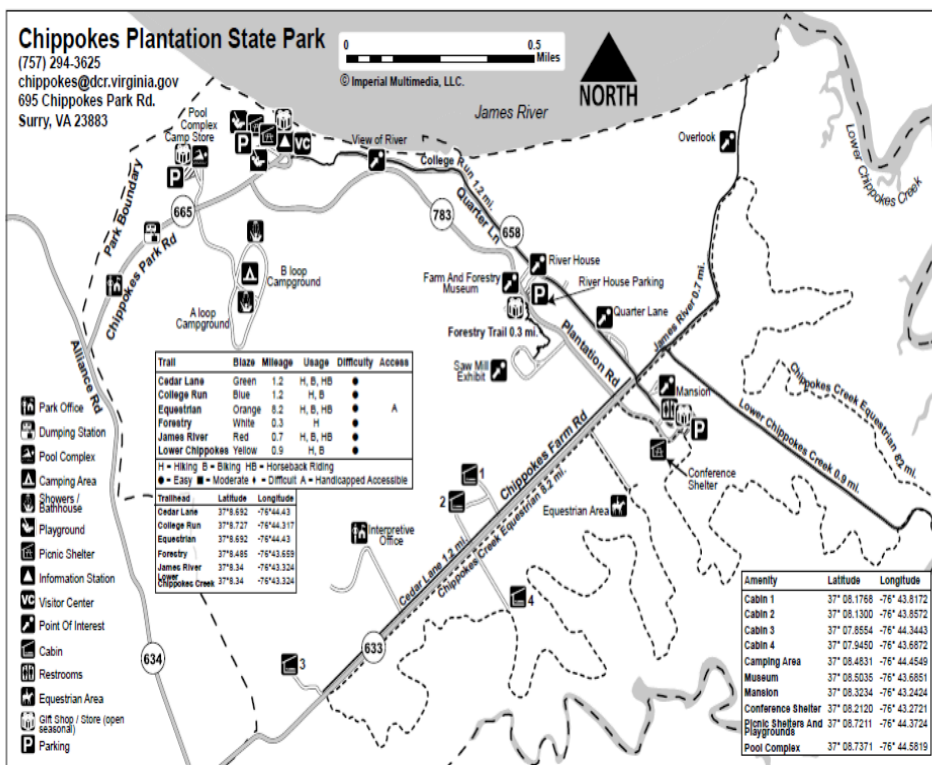 Chippokes Plantation State Park
(757) 294-3625
chippokes@dcr.virginia.gov
695 Chippokes Park Rd.
Surry, VA 23883
0 0.5
Miles
© Imperial Multimedia, LLC.
NORTH
James River
Lower Chippokes Creek
Overlook
Pool
Complex
Camp Store
P
P
VC
View of River
College Run 1.2 mi.
Quarter Ln
658
783
665
Park Boundary
Chippokes Park Rd
B loop
Campground
A loop
Campground
Alliance Rd
River House
Farm And Forestry
Museum
P
River House Parking
Quarter Lane
Forestry Trail 0.3 mi.
Saw Mill
Exhibit
Plantation Rd
James River 0.7 mi.
Mansion
P
Conference
Shelter
Chippokes Creek Equestrian 8.2 mi.
Lower Chippokes Creek 0.9 mi.
Chippokes Farm Rd
Chippokes Creek Equestrian 8.2 mi.
Cedar Lane 1.2 mi.
Equestrian Area
1
2
4
3
Interpretive
Office
633
634
Trail Blaze Mileage Usage Difficulty Access
Cedar Lane Green 1.2 H, B, HB ●
College Run Blue 1.2 H, B ●
Equestrian Orange 8.2 H, B, HB ● A
Forestry White 0.3 H ●
James River Red 0.7 H, B, HB ●
Lower Chippokes Yellow 0.9 H, B ●
H = Hiking B = Biking HB = Horseback Riding
● = Easy ■ = Moderate ♦ = Difficult A = Handicapped Accessible
Trailhead Latitude Longitude
Cedar Lane 37°8.692 -76°44.43
College Run 37°8.727 -76°44.317
Equestrian 37°8.692 -76°44.43
Forestry 37°8.485 -76°43.659
James River 37°8.34 -76°43.324
Lower
Chippokes Creek 37°8.34 -76°43.324
Park Office
Dumping Station
Pool Complex
Camping Area
Showers /
Bathhouse
Playground
Picnic Shelter
Information Station
VC Visitor Center
Point Of Interest
Cabin
Restrooms
Equestrian Area
Gift Shop / Store (open
seasonal)
P Parking
Amenity Latitude Longitude
Cabin 1 37° 08.1768 -76° 43.8172
Cabin 2 37° 08.1300 -76° 43.8572
Cabin 3 37° 07.8554 -76° 44.3443
Cabin 4 37° 07.9450 -76° 43.6872
Camping Area 37° 08.4831 -76° 44.4549
Museum 37° 08.5035 -76° 43.6851
Mansion 37° 08.3234 -76° 43.2424
Conference Shelter 37° 08.2120 -76° 43.2721
Picnic Shelters And
Playgrounds 37° 08.7211 -76° 44.3724
Pool Complex 37° 08.7371 -76° 44.5819